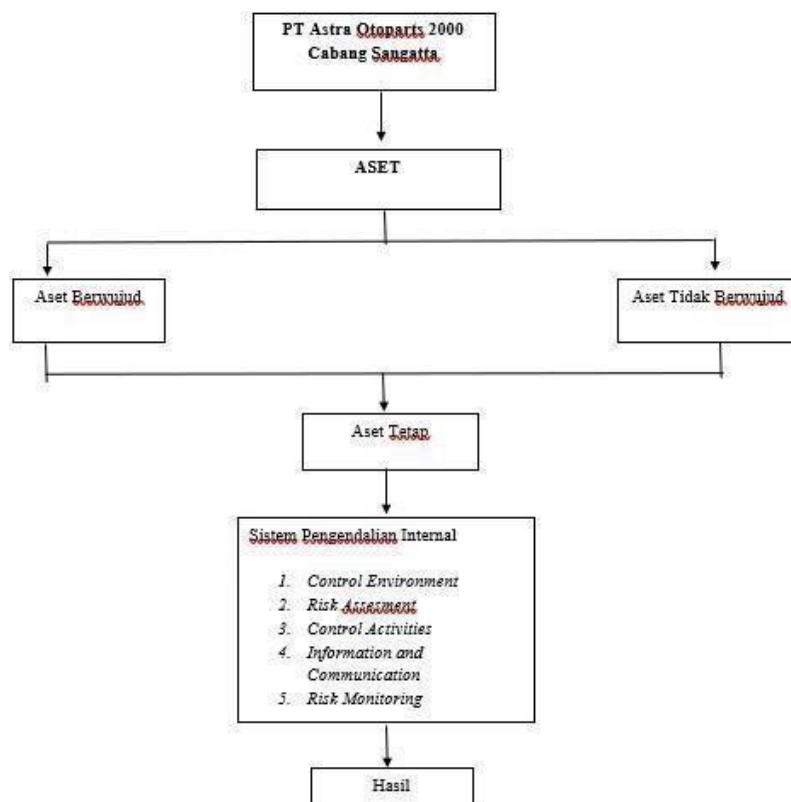 PT Astra Otoparts 2000
Cabang Sangatta
ASET
Aset Berwujud
Aset Tidak Berwujud
Aset Tetap
Sistem Pengendalian Internal
1. Control Environment
2. Risk Assesment
3. Control Activities
4. Information and
Communication
5. Risk Monitoring
Hasil